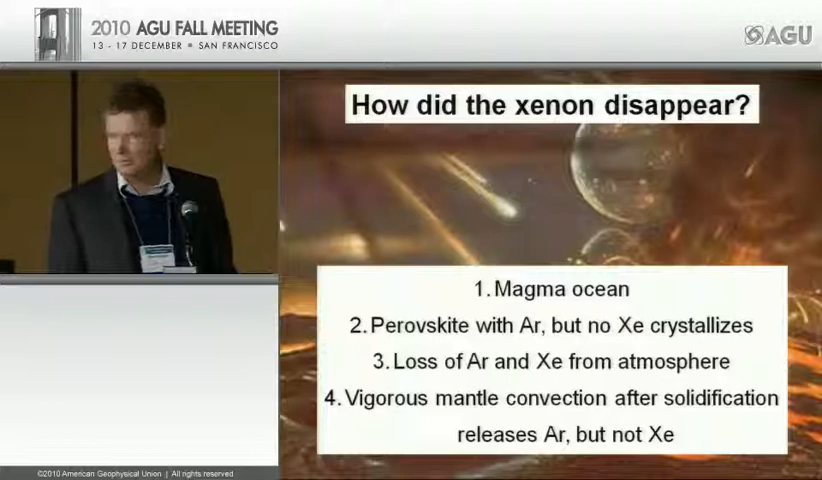 2010 AGU FALL MEETING
13 - 17 DECEMBER ■ SAN FRANCISCO
AGU
How did the xenon disappear?
1. Magma ocean
2. Perovskite with Ar, but no Xe crystallizes
3. Loss of Ar and Xe from atmosphere
4. Vigorous mantle convection after solidification
releases Ar, but not Xe
©2010 American Geophysical Union | All rights reserved